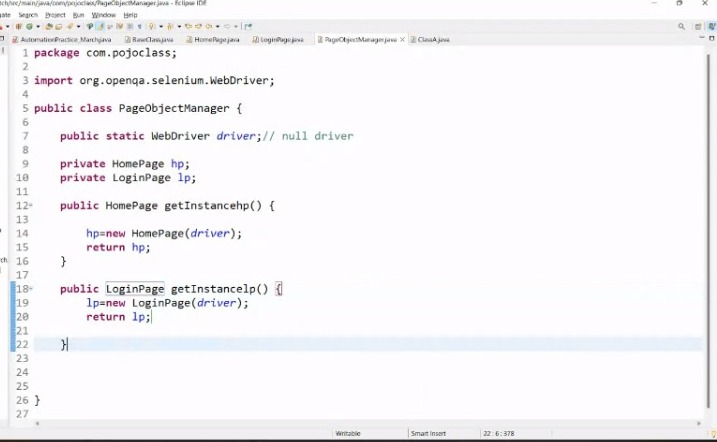 tch/src/main/java/com/pojoclass/PageObjectManager.java - Eclipse IDE
ate Search Project Run Window Help
AutomationPractice_March.java BaseClass.java HomePage.java LoginPage.java PageObjectManager.java ClassA.java
1 package com.pojoclass;
2
3 import org.openqa.selenium.WebDriver;
4
5 public class PageObjectManager {
6
7 public static WebDriver driver;// null driver
8
9 private HomePage hp;
10 private LoginPage lp;
11
12 public HomePage getInstancehp() {
13
14 hp=new HomePage(driver);
15 return hp;
16 }
17
18 public LoginPage getInstancelp() {
19 lp=new LoginPage(driver);
20 return lp;
21
22 }
23
24
25
26 }
27
Writable Smart Insert 22 : 6 : 378